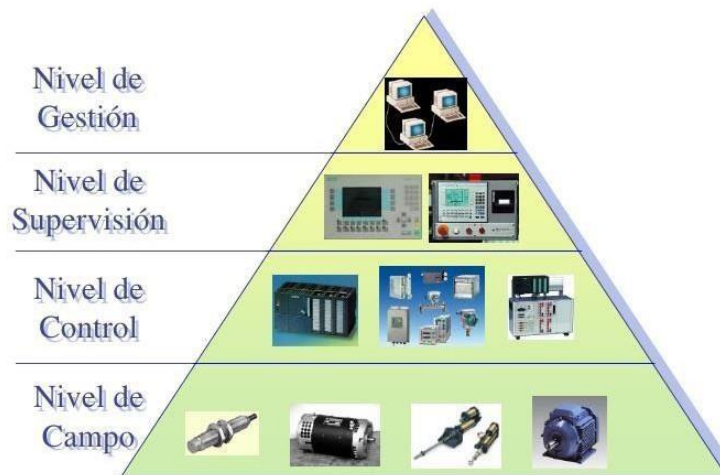 Nivel de
Gestión
Nivel de
Supervisión
Nivel de
Control
Nivel de
Campo